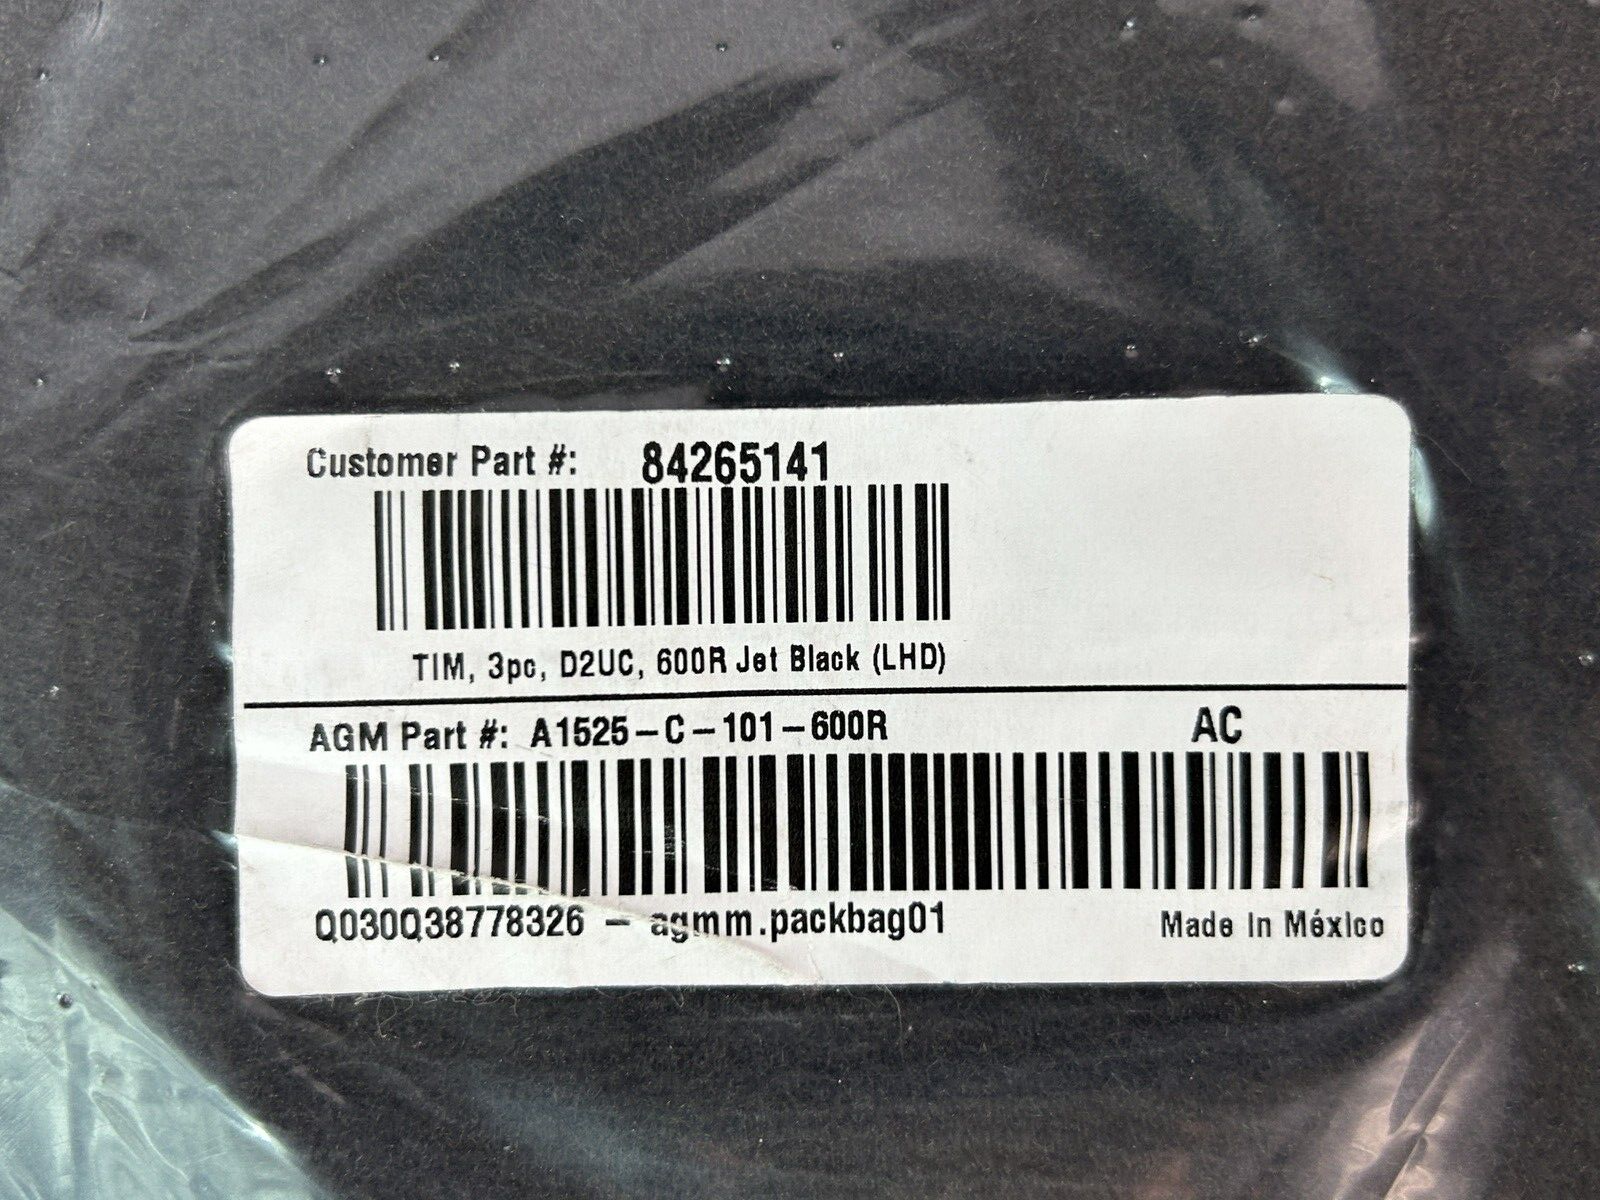 Customer Part #: 84265141
TIM, 3pc, D2UC, 600R Jet Black (LHD)
AGM Part #: A1525-C-101-600R AC
Q030Q38778326 - agmm.packbag01 Made In México